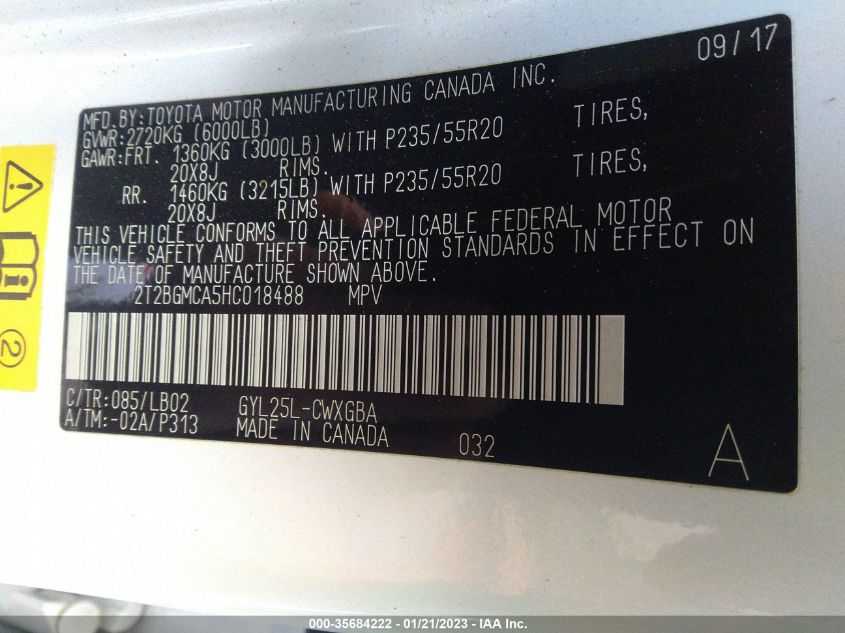 09/17
MFD.BY:TOYOTA MOTOR MANUFACTURING CANADA INC.
GVWR:2720KG (6000LB)
GAWR:FRT. 1360KG (3000LB) WITH P235/55R20 TIRES,
20X8J RIMS.
RR. 1460KG (3215LB) WITH P235/55R20 TIRES,
20X8J RIMS.
THIS VEHICLE CONFORMS TO ALL APPLICABLE FEDERAL MOTOR
VEHICLE SAFETY AND THEFT PREVENTION STANDARDS IN EFFECT ON
THE DATE OF MANUFACTURE SHOWN ABOVE.
2T2BGMCA5HC018488 MPV
C/TR:085/LB02 GYL25L-CWXGBA
A/TM:-02A/P313 MADE IN CANADA 032
A
2
000-35684222 - 01/21/2023 - IAA Inc.